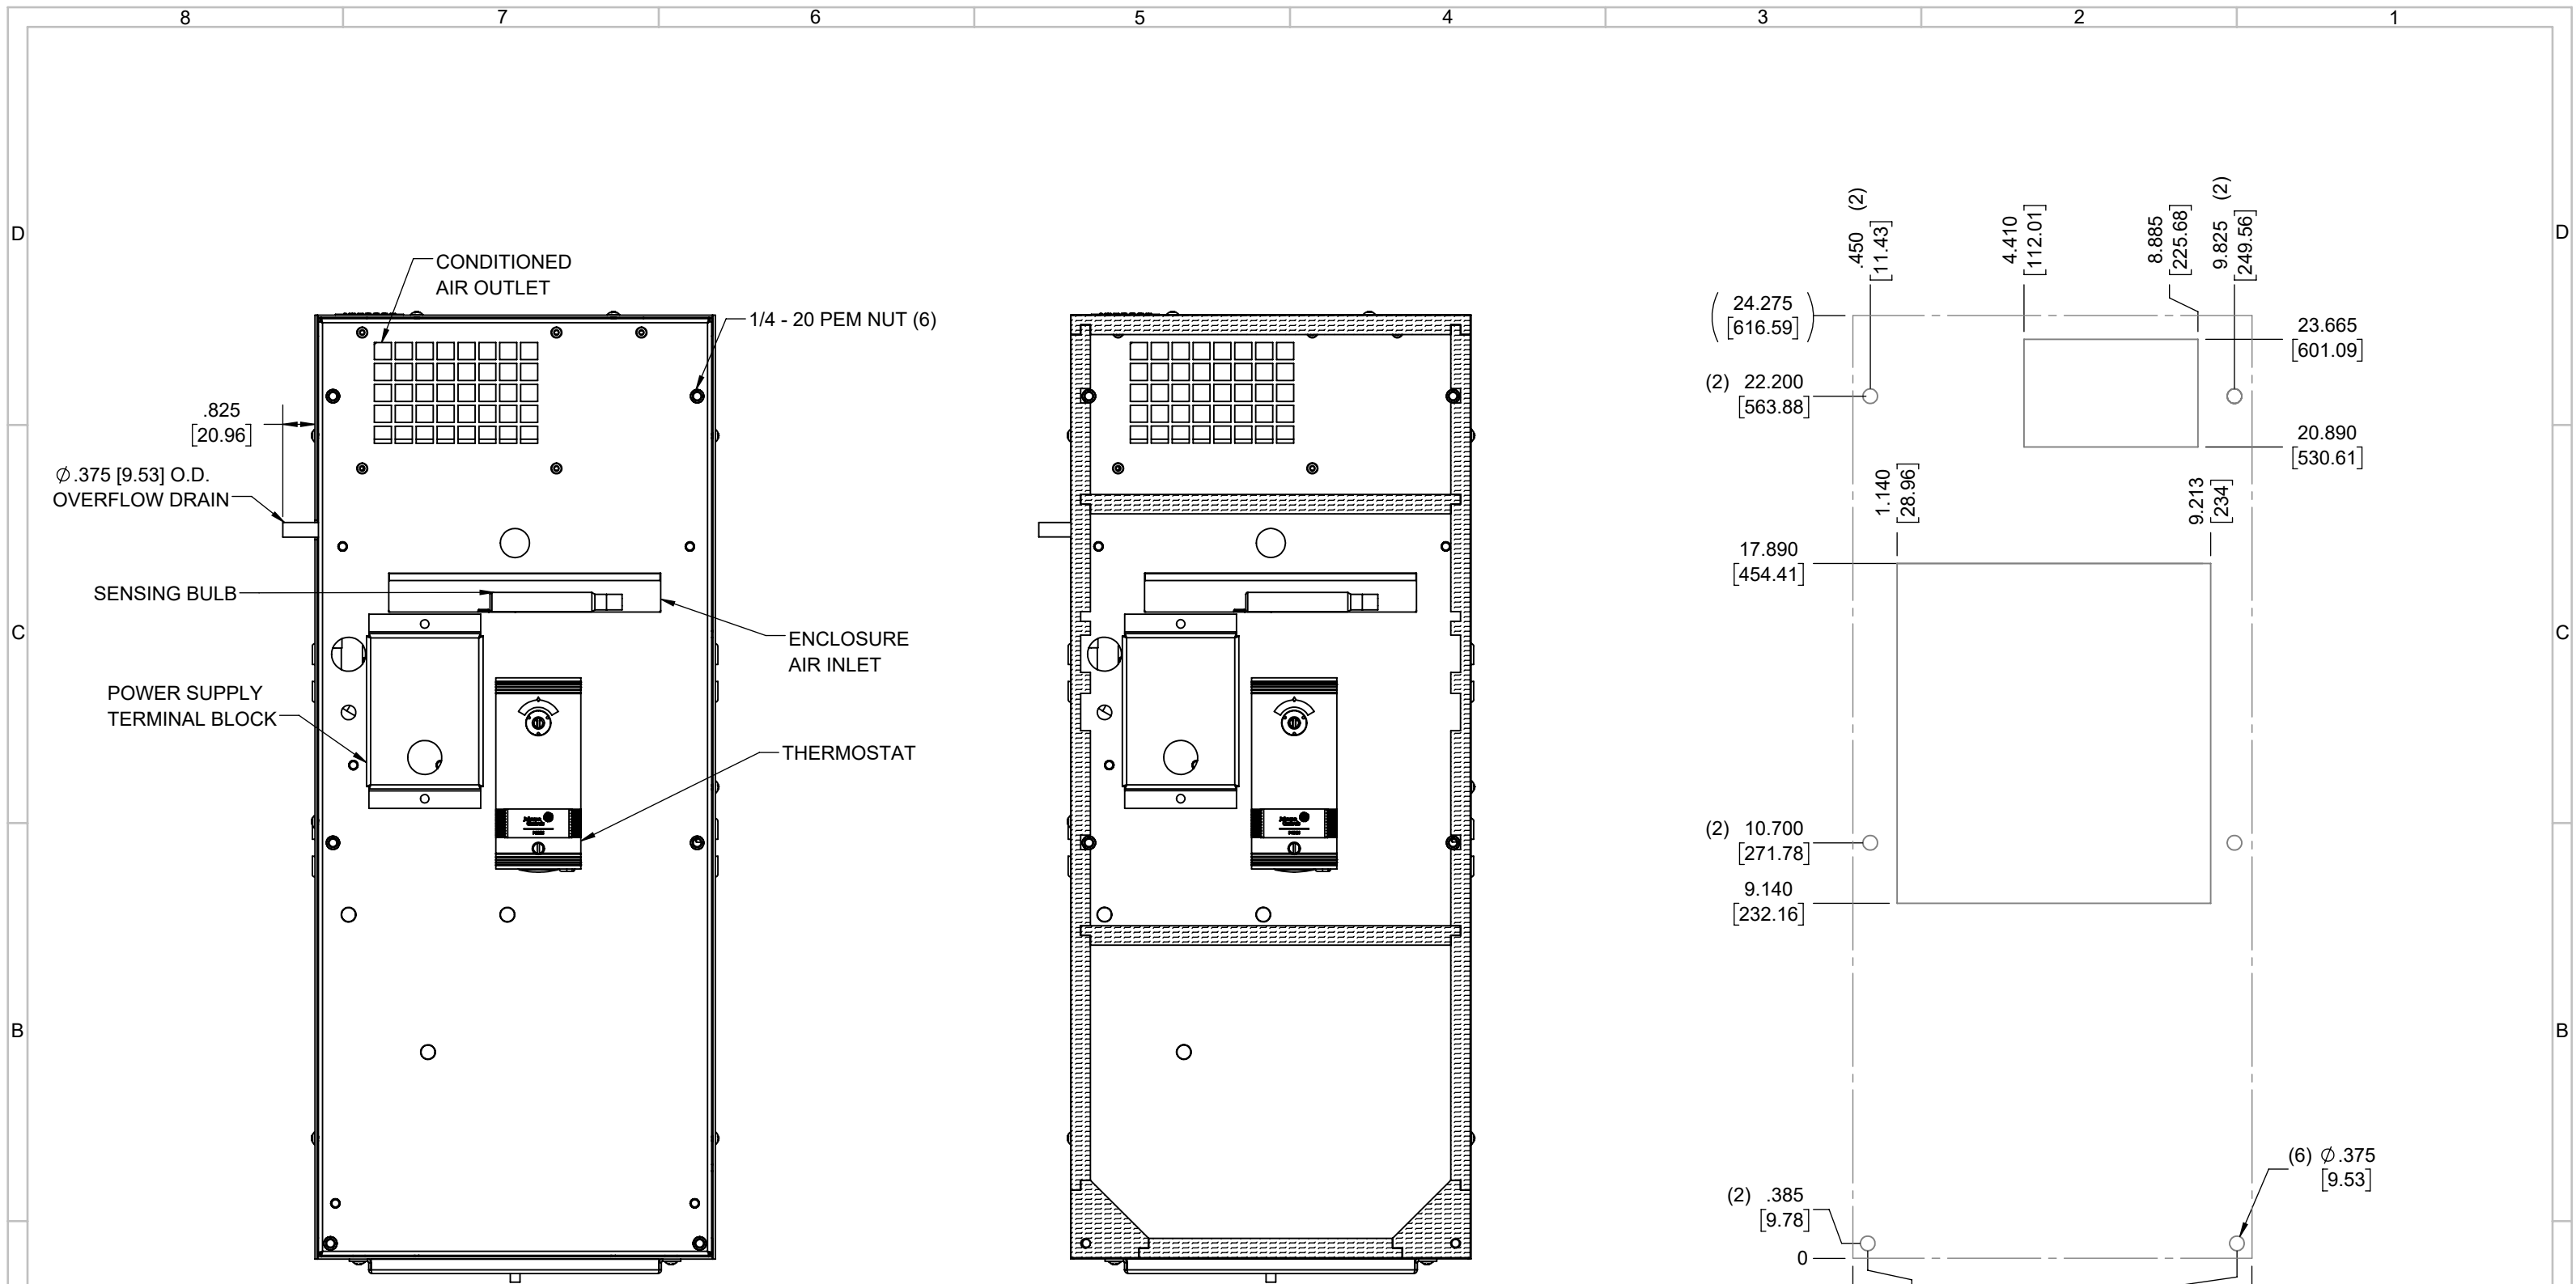 8 7 6 5 4 3 2 1
D
D
C
C
B
B
CONDITIONED
AIR OUTLET
1/4 - 20 PEM NUT (6)
.825
[20.96]
⌀.375 [9.53] O.D.
OVERFLOW DRAIN
SENSING BULB
ENCLOSURE
AIR INLET
POWER SUPPLY
TERMINAL BLOCK
THERMOSTAT
.450 (2)
[11.43]
4.410
[112.01]
8.885
[225.68]
9.825 (2)
[249.56]
(24.275)
[616.59]
23.665
[601.09]
(2) 22.200
[563.88]
20.890
[530.61]
1.140
[28.96]
9.213
[234]
17.890
[454.41]
(2) 10.700
[271.78]
9.140
[232.16]
(6) ⌀.375
[9.53]
(2) .385
[9.78]
0